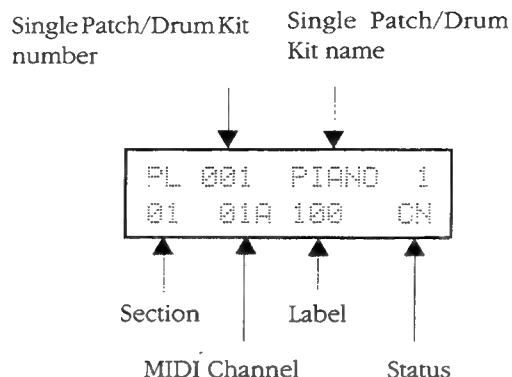 Single Patch/Drum Kit number
Single Patch/Drum Kit name
PL 001 PIANO 1
01 01A 100 CN
Section
Label
MIDI Channel
Status